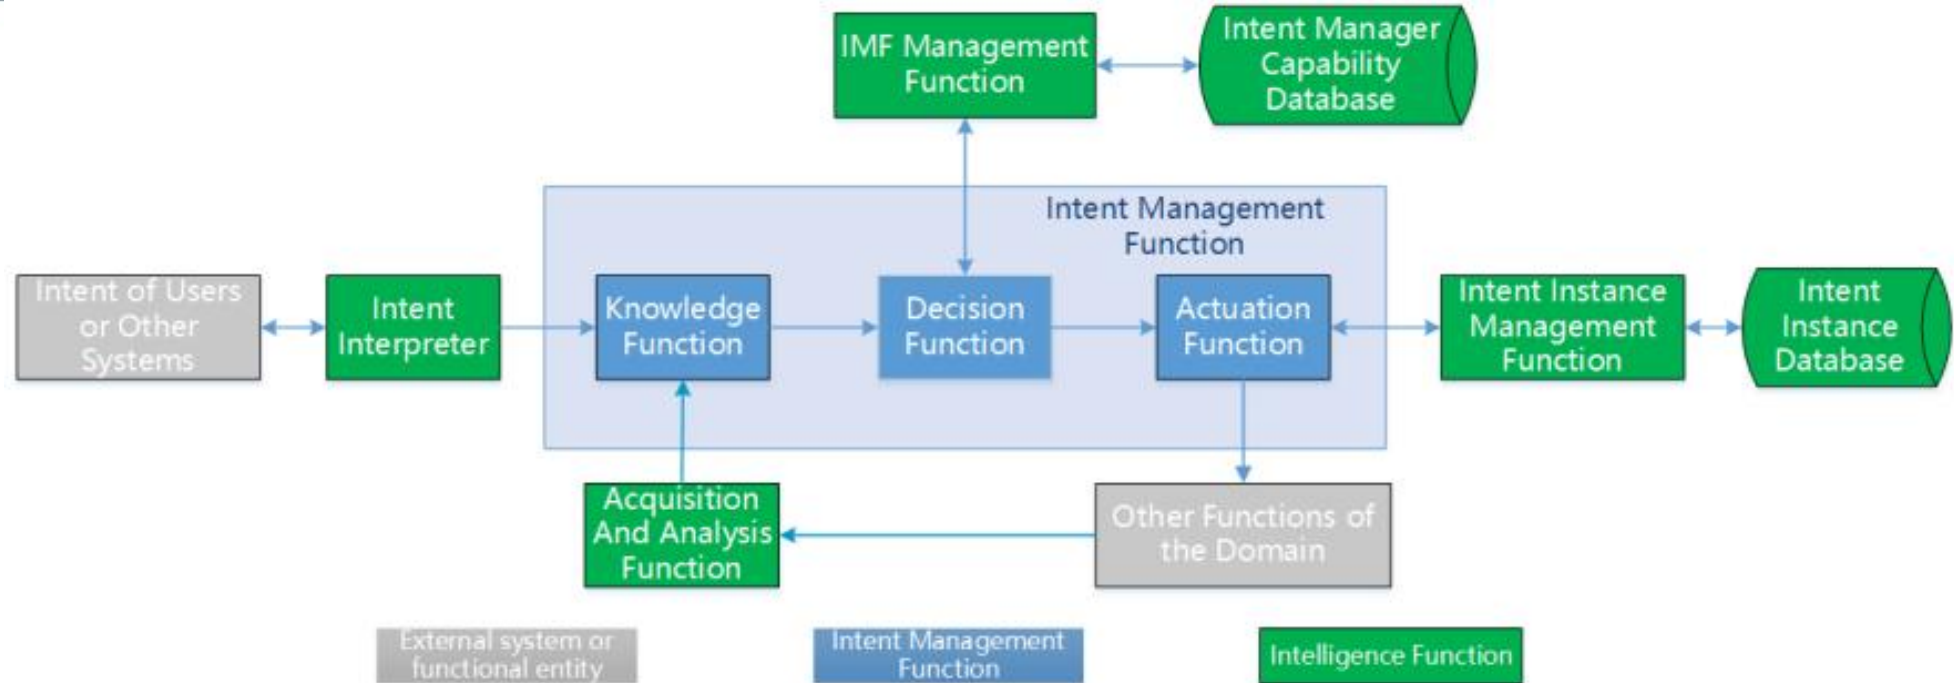 IMF Management
Function
Intent Manager
Capability
Database
Intent Management
Function
Intent of Users
or Other
Systems
Intent
Interpreter
Knowledge
Function
Decision
Function
Actuation
Function
Intent Instance
Management
Function
Intent
Instance
Database
Acquisition
And Analysis
Function
Other Functions of
the Domain
External system or
functional entity
Intent Management
Function
Intelligence Function